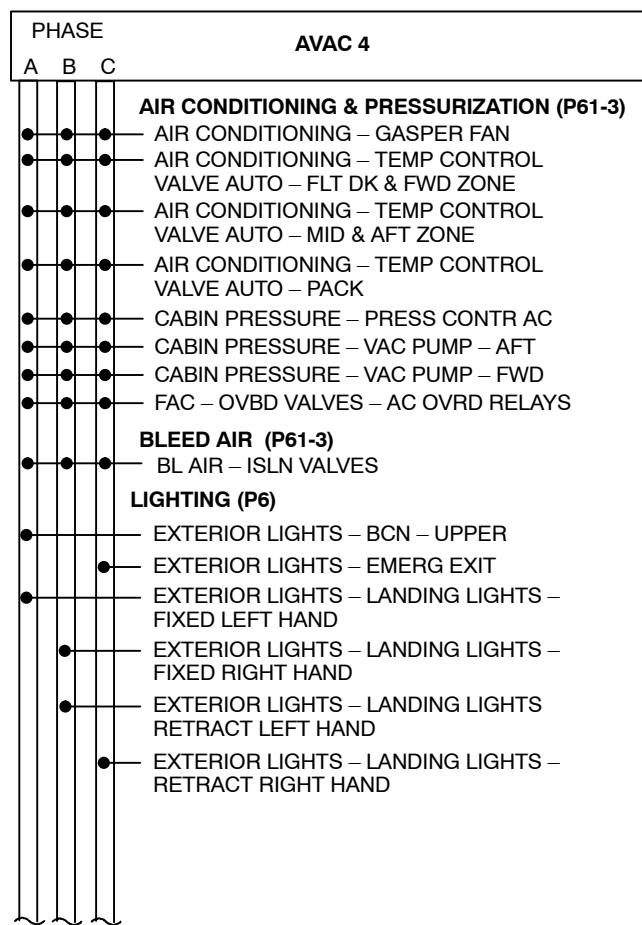 PHASE
AVAC 4
A B C
AIR CONDITIONING & PRESSURIZATION (P61-3)
AIR CONDITIONING – GASPER FAN
AIR CONDITIONING – TEMP CONTROL
VALVE AUTO – FLT DK & FWD ZONE
AIR CONDITIONING – TEMP CONTROL
VALVE AUTO – MID & AFT ZONE
AIR CONDITIONING – TEMP CONTROL
VALVE AUTO – PACK
CABIN PRESSURE – PRESS CONTR AC
CABIN PRESSURE – VAC PUMP – AFT
CABIN PRESSURE – VAC PUMP – FWD
FAC – OVBD VALVES – AC OVRD RELAYS
BLEED AIR (P61-3)
BL AIR – ISLN VALVES
LIGHTING (P6)
EXTERIOR LIGHTS – BCN – UPPER
EXTERIOR LIGHTS – EMERG EXIT
EXTERIOR LIGHTS – LANDING LIGHTS –
FIXED LEFT HAND
EXTERIOR LIGHTS – LANDING LIGHTS –
FIXED RIGHT HAND
EXTERIOR LIGHTS – LANDING LIGHTS
RETRACT LEFT HAND
EXTERIOR LIGHTS – LANDING LIGHTS –
RETRACT RIGHT HAND